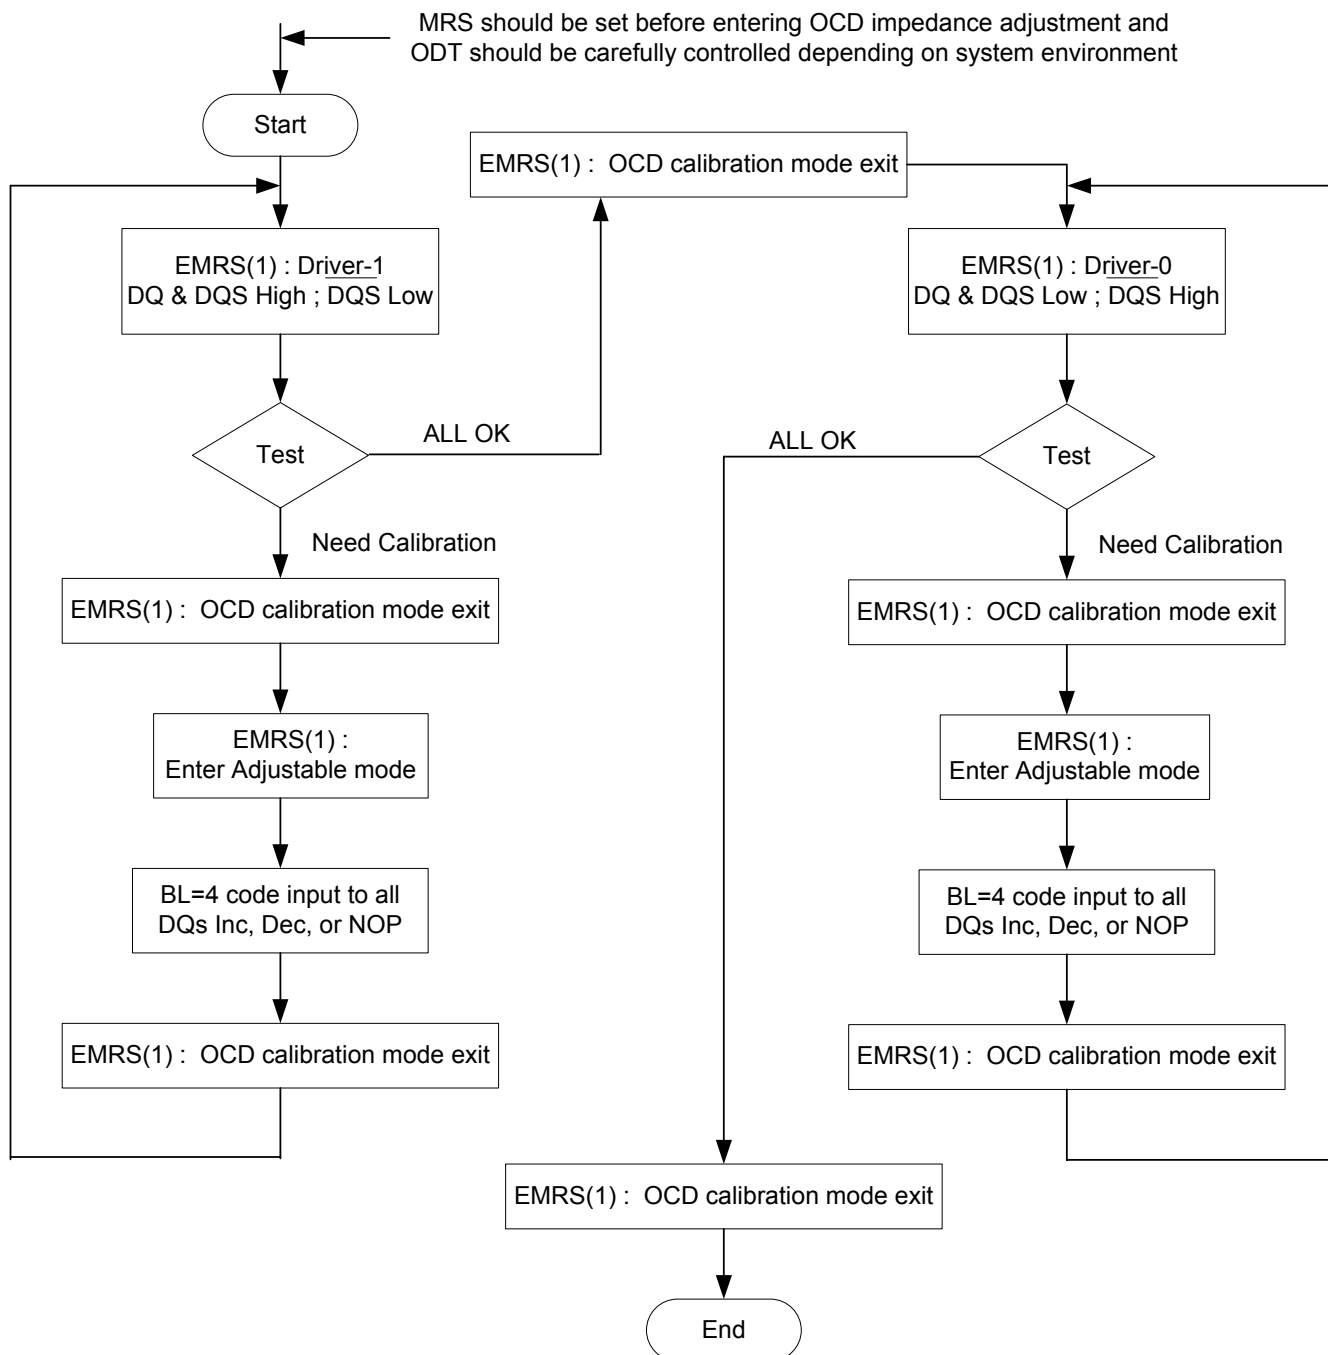 MRS should be set before entering OCD impedance adjustment and
ODT should be carefully controlled depending on system environment
Start
EMRS(1) : Driver-1
DQ & DQS High ; DQS Low
Test
ALL OK
Need Calibration
EMRS(1) : OCD calibration mode exit
EMRS(1) :
Enter Adjustable mode
BL=4 code input to all
DQs Inc, Dec, or NOP
EMRS(1) : OCD calibration mode exit
EMRS(1) : OCD calibration mode exit
EMRS(1) : Driver-0
DQ & DQS Low ; DQS High
Test
ALL OK
Need Calibration
EMRS(1) : OCD calibration mode exit
EMRS(1) :
Enter Adjustable mode
BL=4 code input to all
DQs Inc, Dec, or NOP
EMRS(1) : OCD calibration mode exit
EMRS(1) : OCD calibration mode exit
End